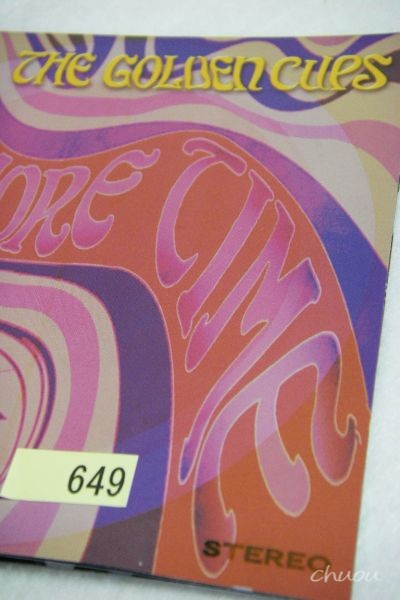 THE GOLDEN CUPS
ORE TIME
649
STEREO
chuou